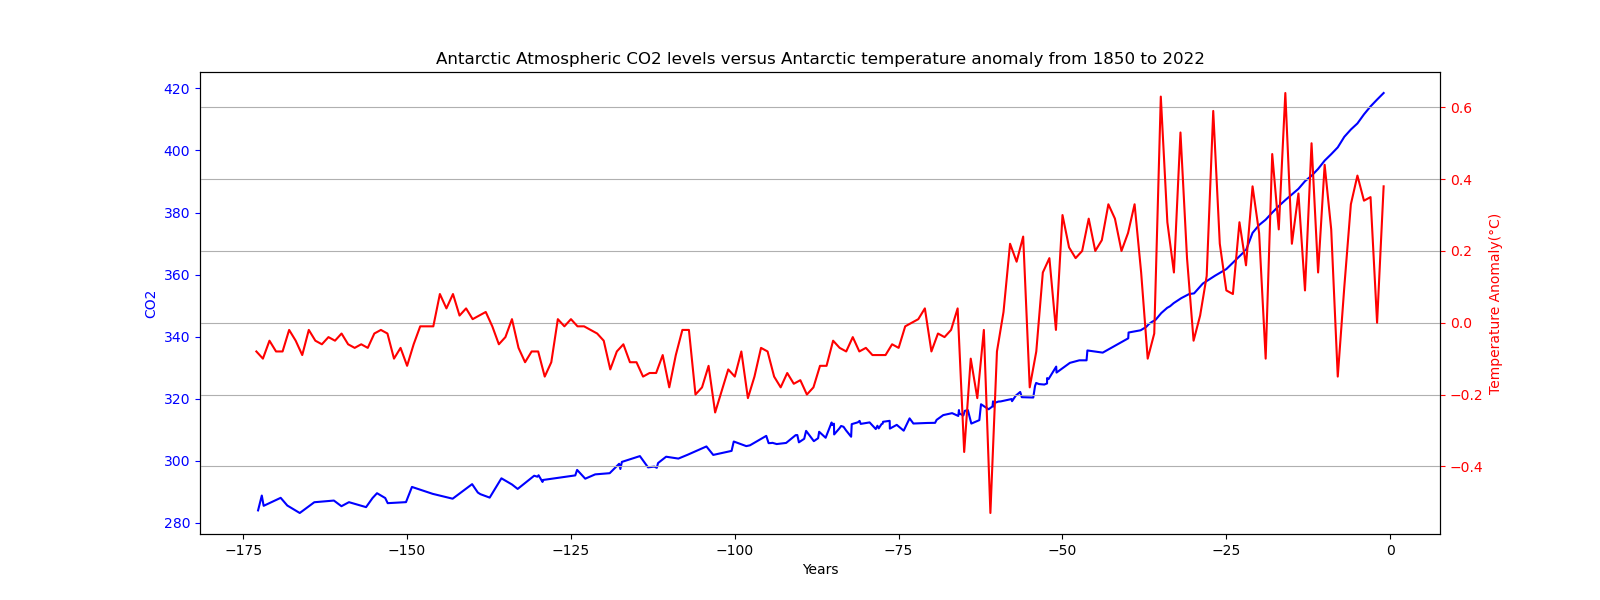 Antarctic Atmospheric CO2 levels versus Antarctic temperature anomaly from 1850 to 2022
420
400
380
360
340
320
300
280
CO2
0.6
0.4
0.2
0.0
−0.2
−0.4
Temperature Anomaly(°C)
−175 −150 −125 −100 −75 −50 −25 0
Years